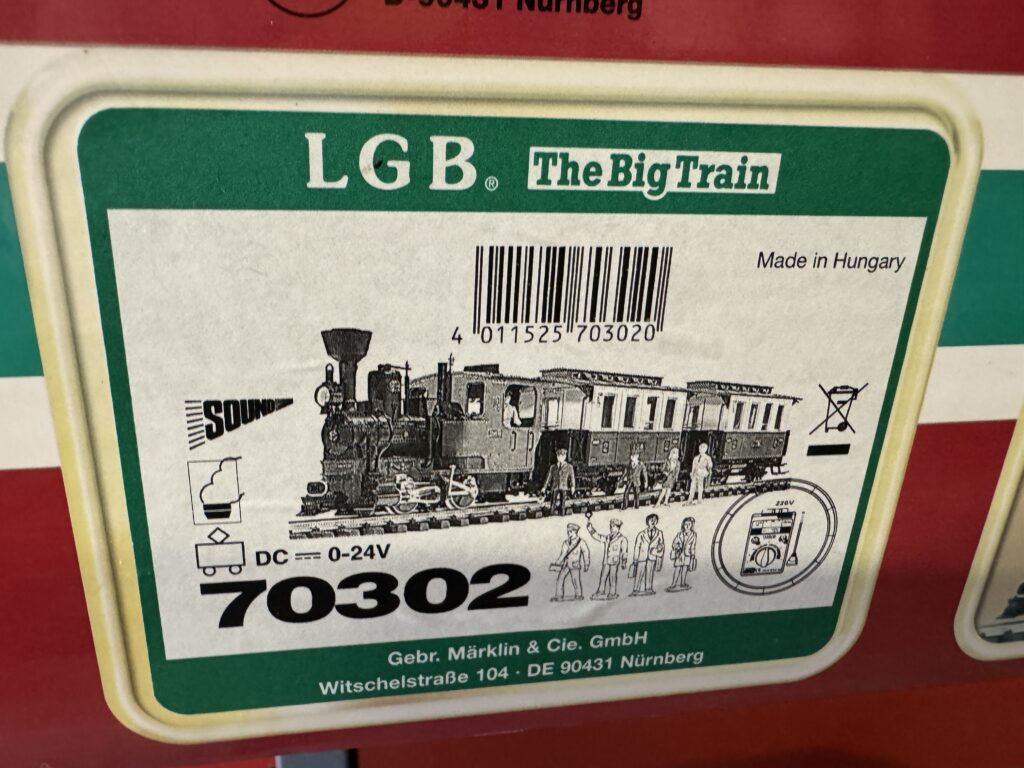 D-90431 Nürnberg
LGB® The Big Train
Made in Hungary
4 011525 703020
SOUND
230V
DC 0-24V
70302
Gebr. Märklin & Cie. GmbH
Witschelstraße 104 · DE 90431 Nürnberg